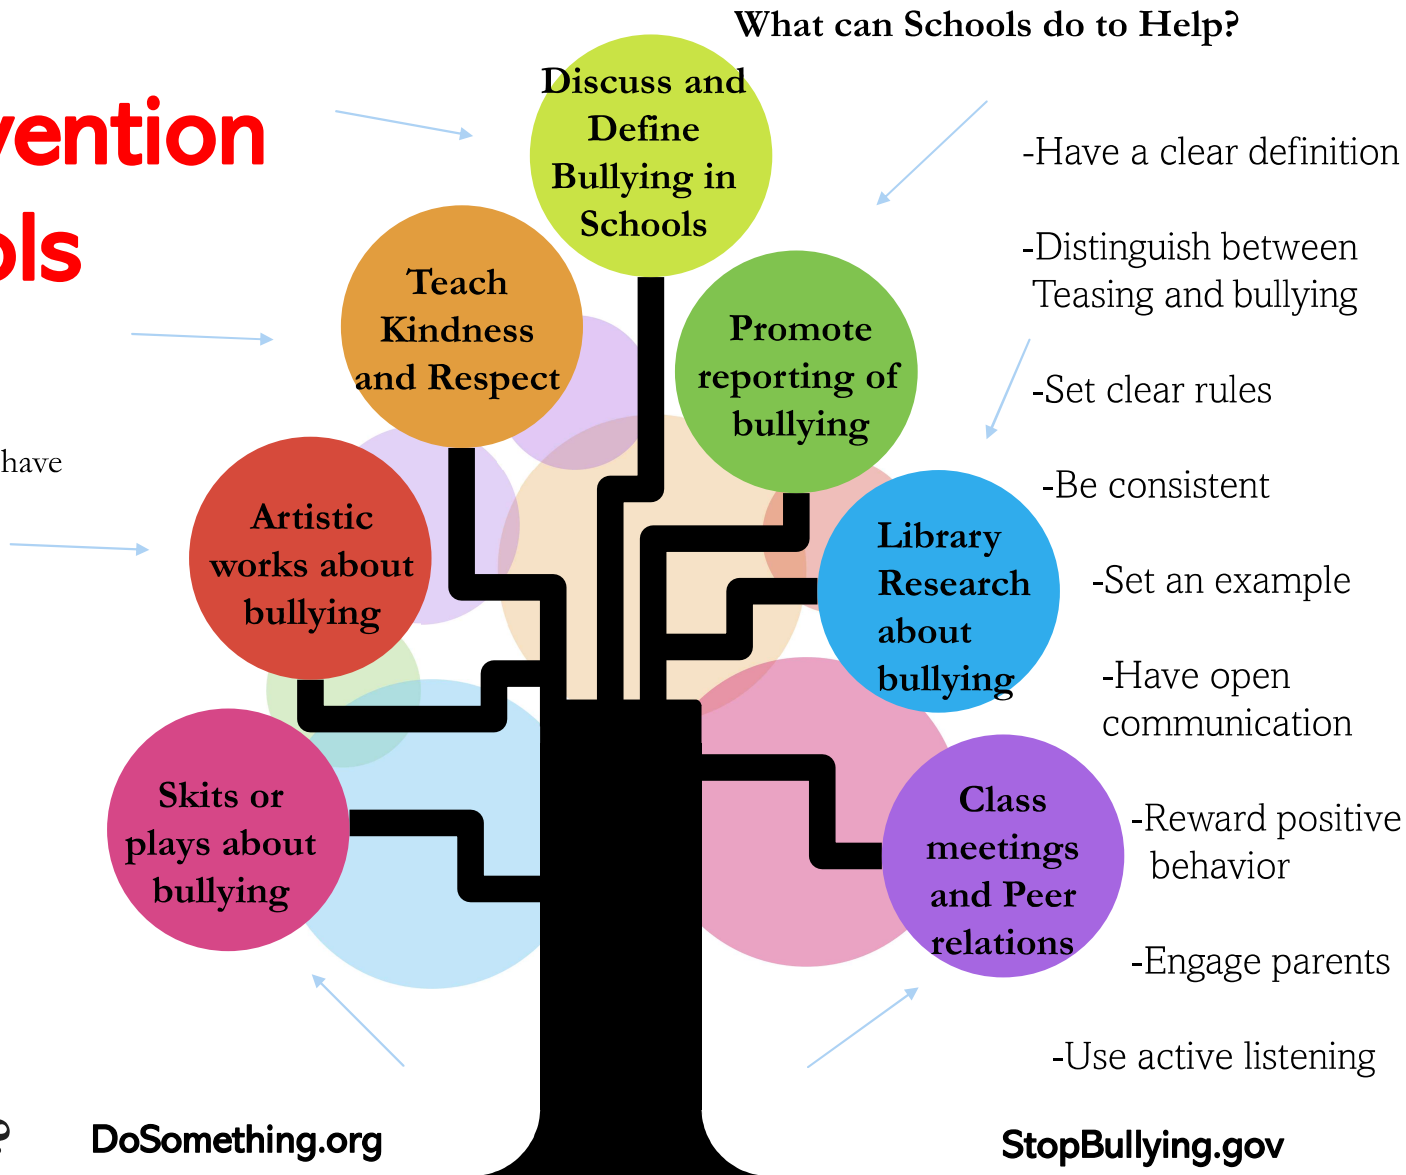 What can Schools do to Help?
vention
ols
have
Discuss and
Define
Bullying in
Schools
Teach
Kindness
and Respect
Promote
reporting of
bullying
Artistic
works about
bullying
Library
Research
about
bullying
Skits or
plays about
bullying
Class
meetings
and Peer
relations
-Have a clear definition
-Distinguish between
Teasing and bullying
-Set clear rules
-Be consistent
-Set an example
-Have open
communication
-Reward positive
behavior
-Engage parents
-Use active listening
DoSomething.org
StopBullying.gov